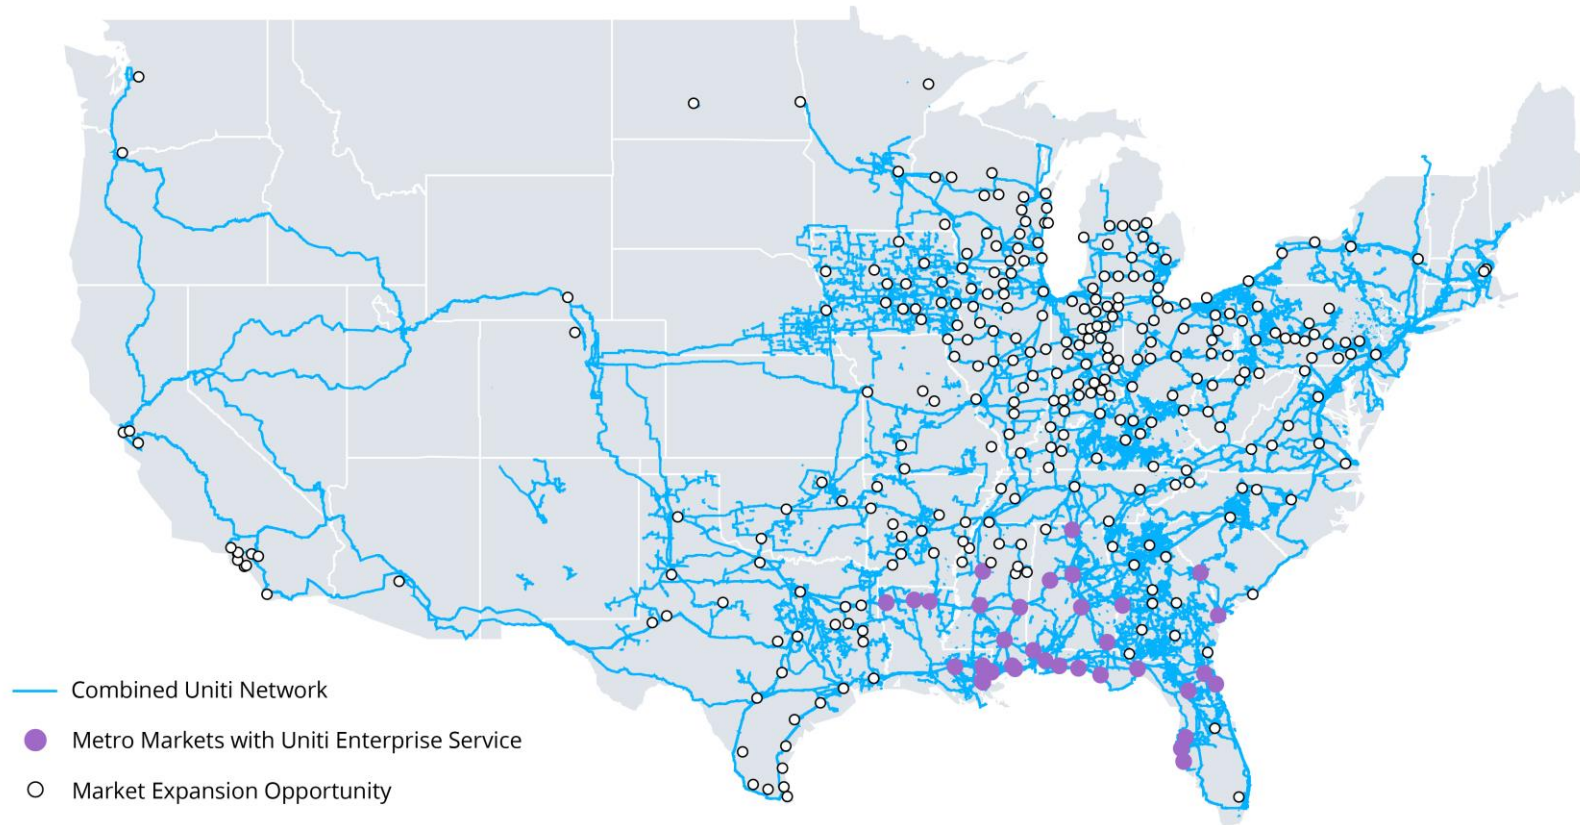 Combined Uniti Network
Metro Markets with Uniti Enterprise Service
Market Expansion Opportunity